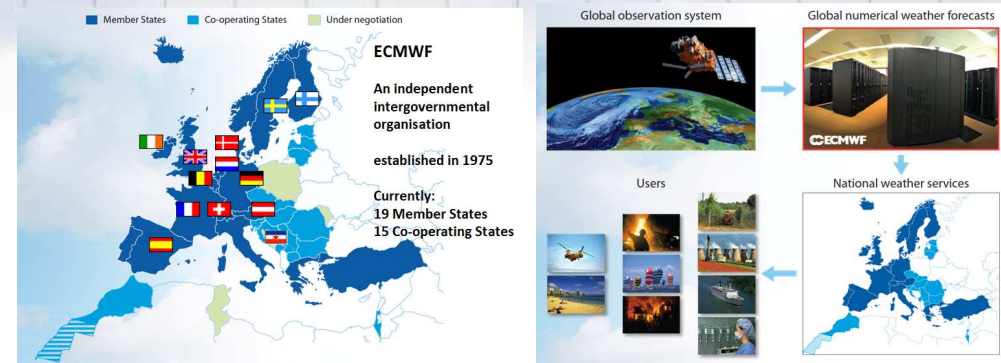 Member States
Co-operating States
Under negotiation
ECMWF
An independent
intergovernmental
organisation
established in 1975
Currently:
19 Member States
15 Co-operating States
Global observation system
Global numerical weather forecasts
ECMWF
Users
National weather services